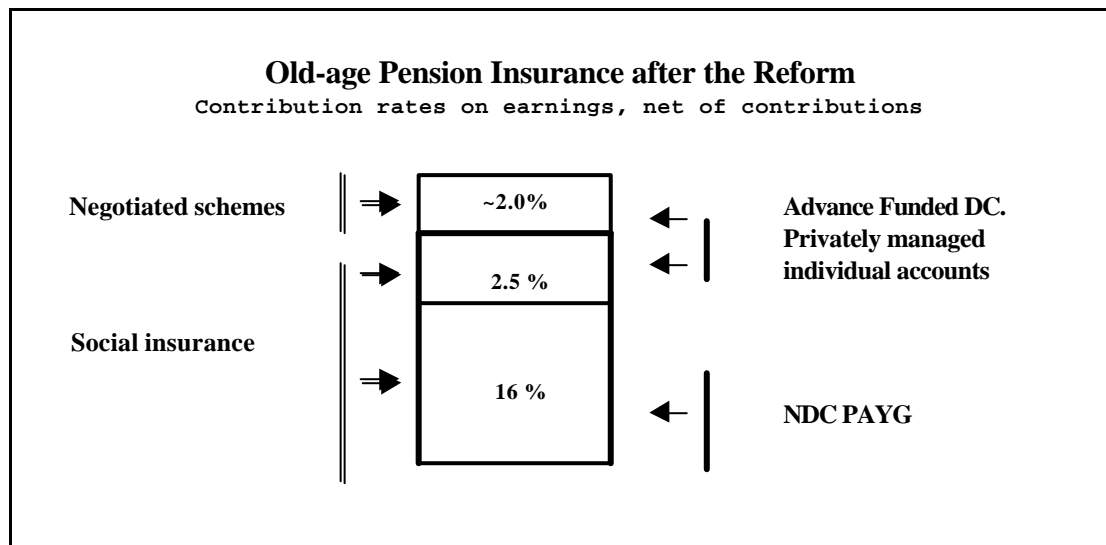 Old-age Pension Insurance after the Reform
Contribution rates on earnings, net of contributions
Negotiated schemes
Social insurance
~2.0%
2.5 %
16 %
Advance Funded DC.
Privately managed
individual accounts
NDC PAYG